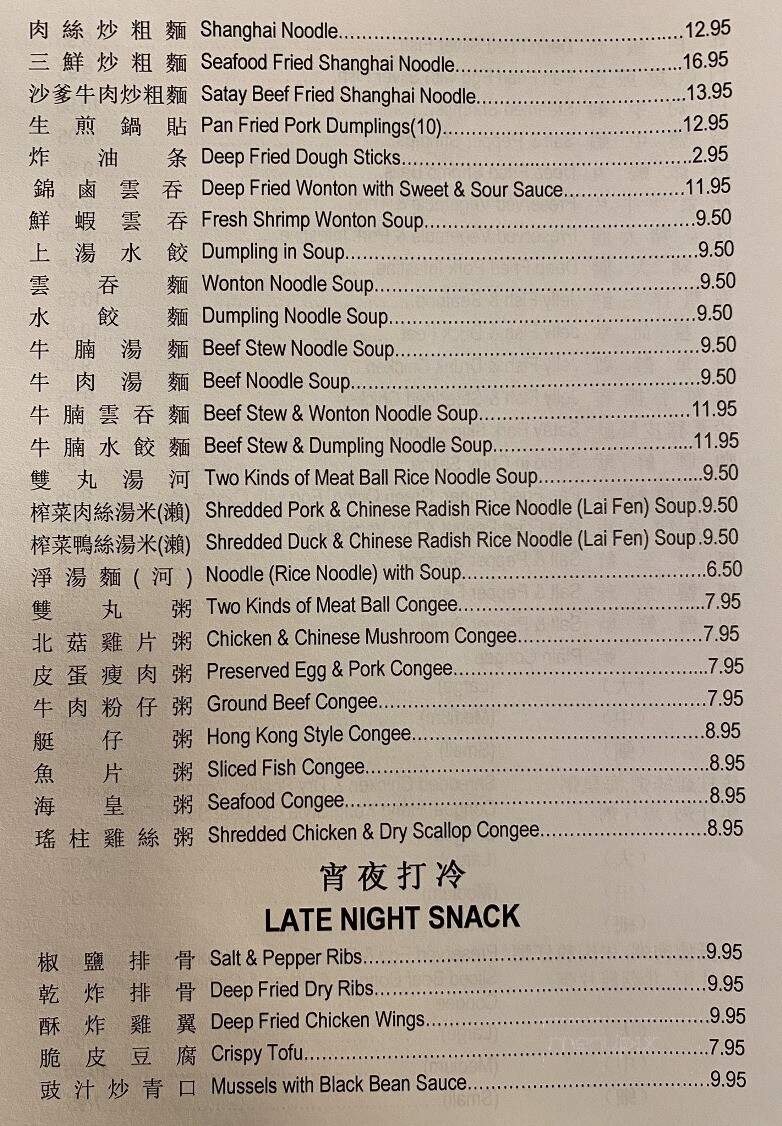 肉絲炒粗麵 Shanghai Noodle 12.95
三鮮炒粗麵 Seafood Fried Shanghai Noodle 16.95
沙爹牛肉炒粗麵 Satay Beef Fried Shanghai Noodle 13.95
生煎鍋貼 Pan Fried Pork Dumplings(10) 12.95
炸油条 Deep Fried Dough Sticks 2.95
錦鹵雲吞 Deep Fried Wonton with Sweet & Sour Sauce 11.95
鮮蝦雲吞 Fresh Shrimp Wonton Soup 9.50
上湯水餃 Dumpling in Soup 9.50
雲吞麵 Wonton Noodle Soup 9.50
水餃麵 Dumpling Noodle Soup 9.50
牛腩湯麵 Beef Stew Noodle Soup 9.50
牛肉湯麵 Beef Noodle Soup 9.50
牛腩雲吞麵 Beef Stew & Wonton Noodle Soup 11.95
牛腩水餃麵 Beef Stew & Dumpling Noodle Soup 11.95
雙丸湯河 Two Kinds of Meat Ball Rice Noodle Soup 9.50
榨菜肉絲湯米(瀨) Shredded Pork & Chinese Radish Rice Noodle (Lai Fen) Soup 9.50
榨菜鴨絲湯米(瀨) Shredded Duck & Chinese Radish Rice Noodle (Lai Fen) Soup 9.50
淨湯麵(河) Noodle (Rice Noodle) with Soup 6.50
雙丸粥 Two Kinds of Meat Ball Congee 7.95
北菇雞片粥 Chicken & Chinese Mushroom Congee 7.95
皮蛋瘦肉粥 Preserved Egg & Pork Congee 7.95
牛肉粉仔粥 Ground Beef Congee 7.95
艇仔粥 Hong Kong Style Congee 8.95
魚片粥 Sliced Fish Congee 8.95
海皇粥 Seafood Congee 8.95
瑤柱雞絲粥 Shredded Chicken & Dry Scallop Congee 8.95
宵夜打冷
LATE NIGHT SNACK
椒鹽排骨 Salt & Pepper Ribs 9.95
乾炸排骨 Deep Fried Dry Ribs 9.95
酥炸雞翼 Deep Fried Chicken Wings 9.95
脆皮豆腐 Crispy Tofu 7.95
豉汁炒青口 Mussels with Black Bean Sauce 9.95